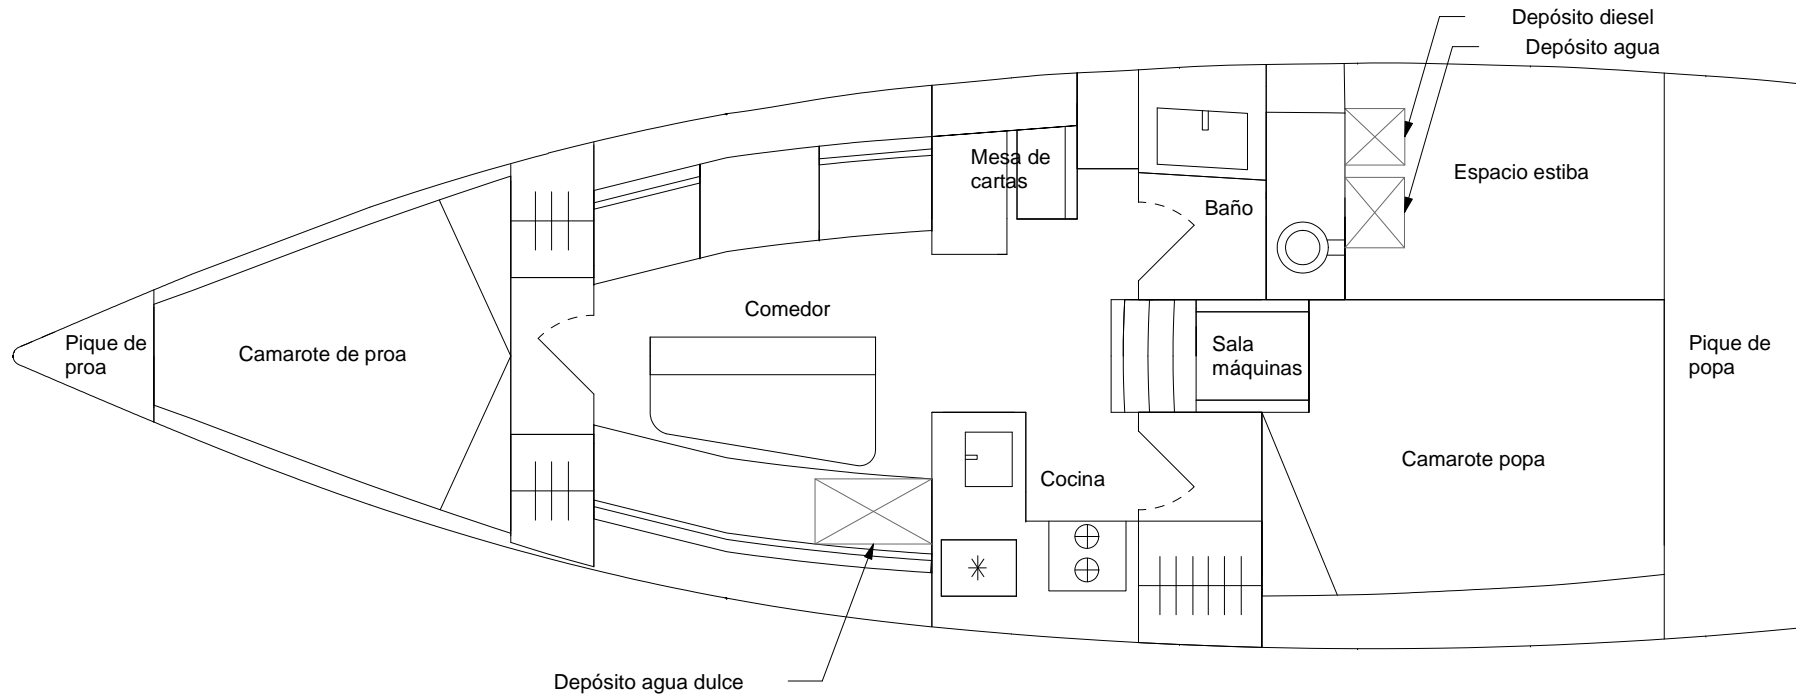 Depósito diesel
Depósito agua
Mesa de
cartas
Espacio estiba
Baño
Comedor
Pique de
proa
Camarote de proa
Sala
máquinas
Pique de
popa
Camarote popa
Cocina
Depósito agua dulce